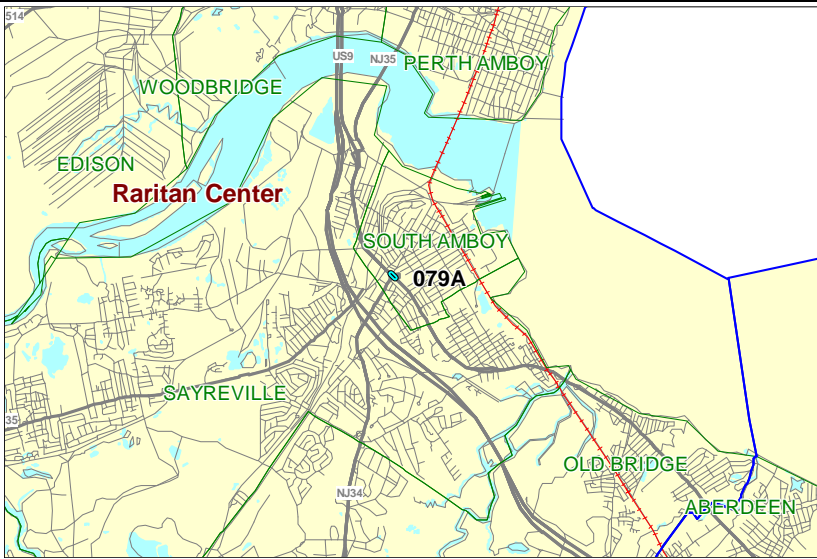 514
US9
NJ35
PERTH AMBOY
WOODBRIDGE
EDISON
Raritan Center
SOUTH AMBOY
079A
SAYREVILLE
35
OLD BRIDGE
NJ34
ABERDEEN